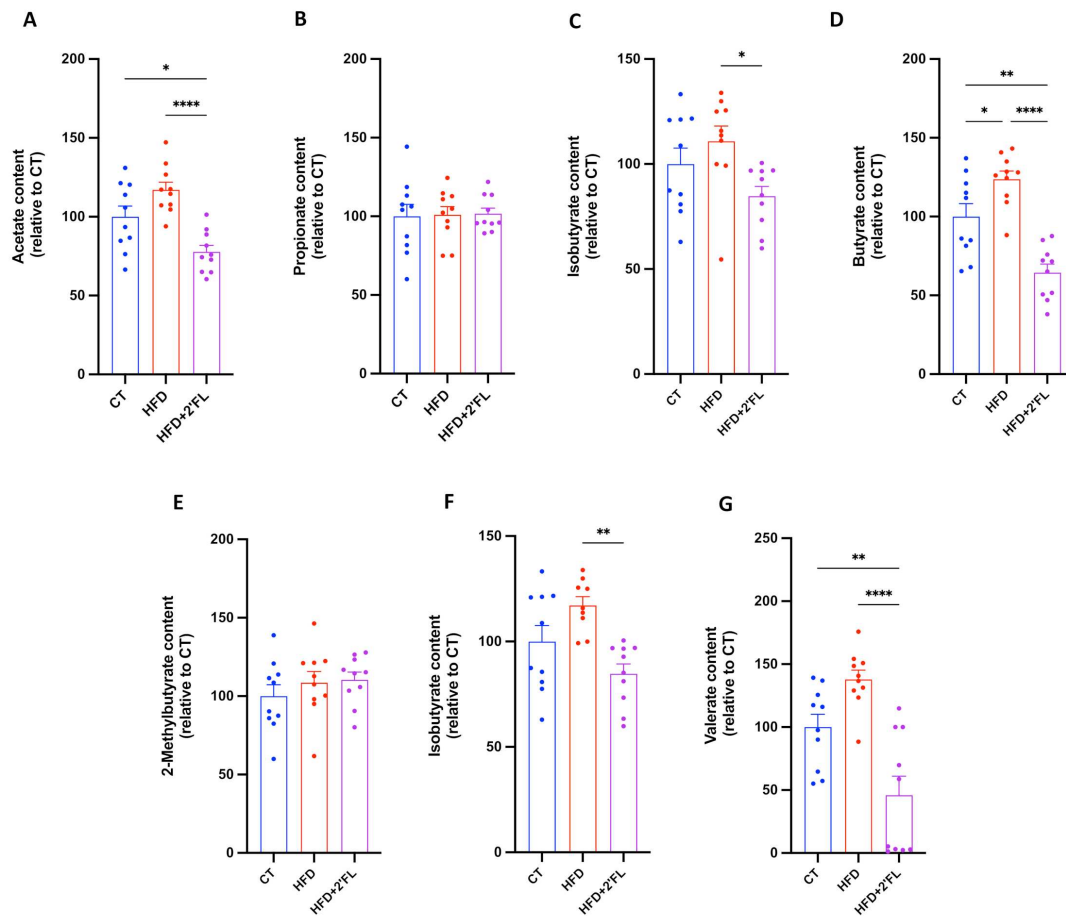 A
Acetate content
(relative to CT)
200
150
100
50
0
*
****
CT
HFD
HFD+2'FL
B
Propionate content
(relative to CT)
200
150
100
50
0
CT
HFD
HFD+2'FL
C
Isobutyrate content
(relative to CT)
150
100
50
0
*
CT
HFD
HFD+2'FL
D
Butyrate content
(relative to CT)
200
150
100
50
0
**
* ****
CT
HFD
HFD+2'FL
E
2-Methylbutyrate content
(relative to CT)
200
150
100
50
0
CT
HFD
HFD+2'FL
F
Isobutyrate content
(relative to CT)
150
100
50
0
**
CT
HFD
HFD+2'FL
G
Valerate content
(relative to CT)
250
200
150
100
50
0
**
****
CT
HFD
HFD+2'FL